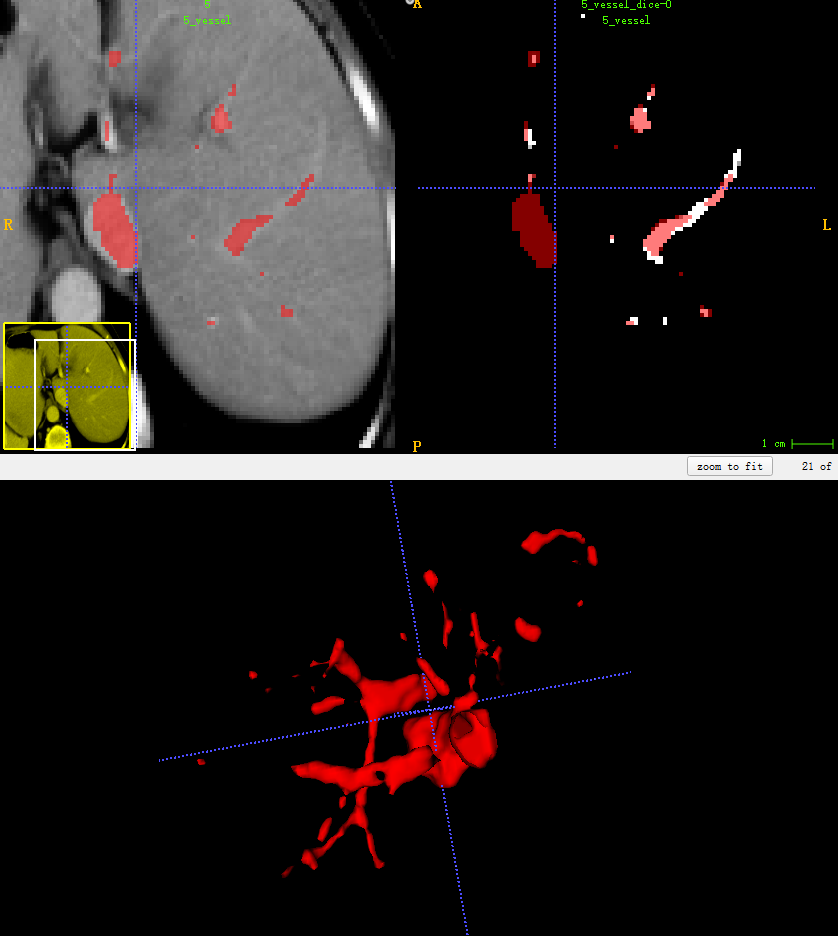 5
5_vessel
R
A
5_vessel_dice-0
5_vessel
L
P
1 cm
zoom to fit
21 of